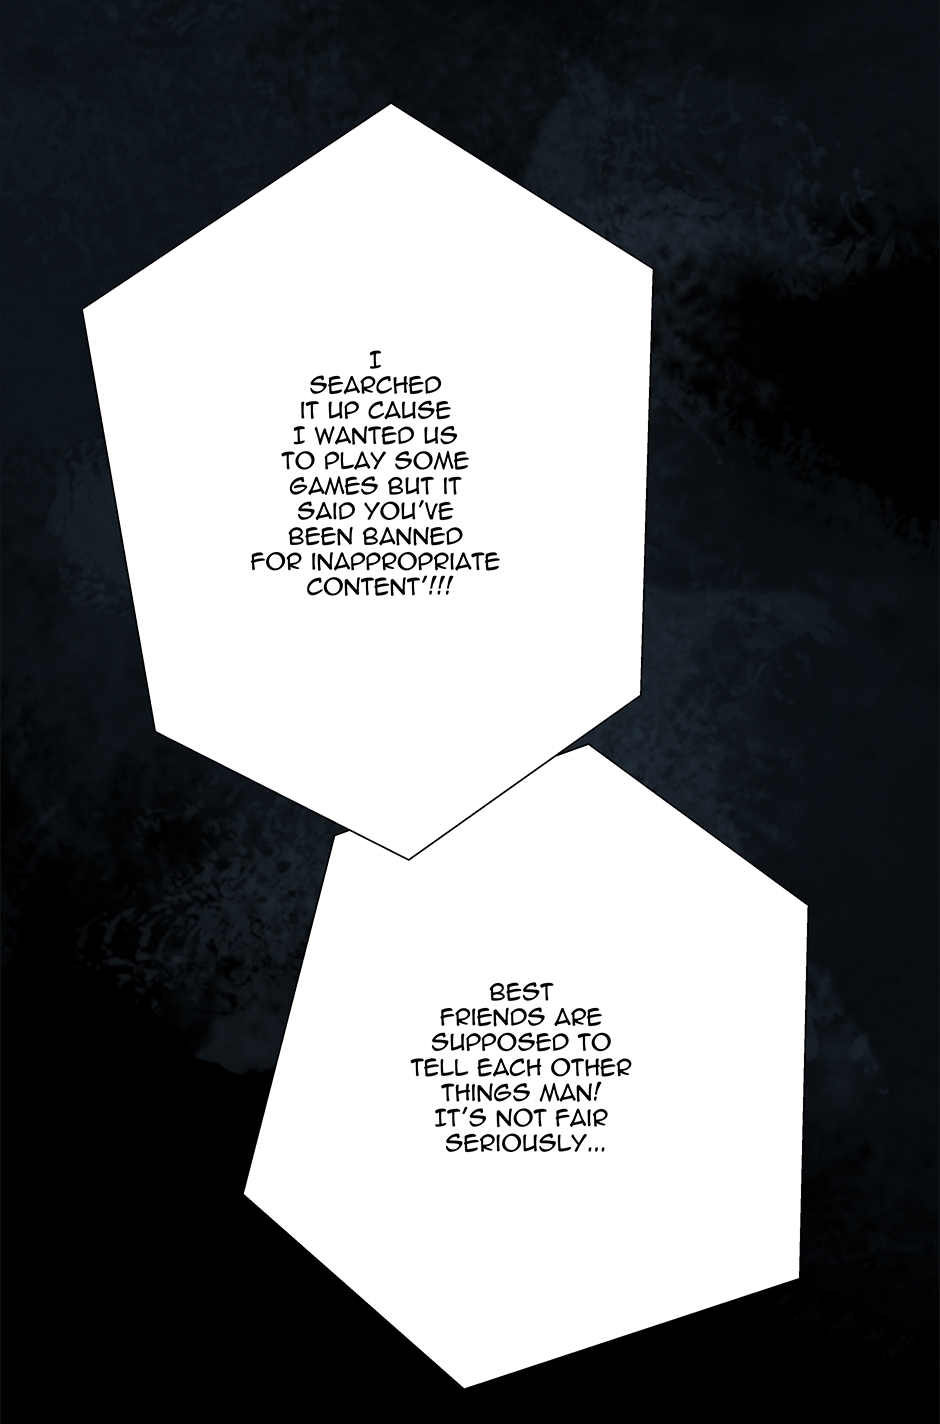 I
SEARCHED
IT UP CAUSE
I WANTED US
TO PLAY SOME
GAMES BUT IT
SAID YOU'VE
BEEN BANNED
FOR INAPPROPRIATE
CONTENT'!!!
BEST
FRIENDS ARE
SUPPOSED TO
TELL EACH OTHER
THINGS MAN!
IT'S NOT FAIR
SERIOUSLY...